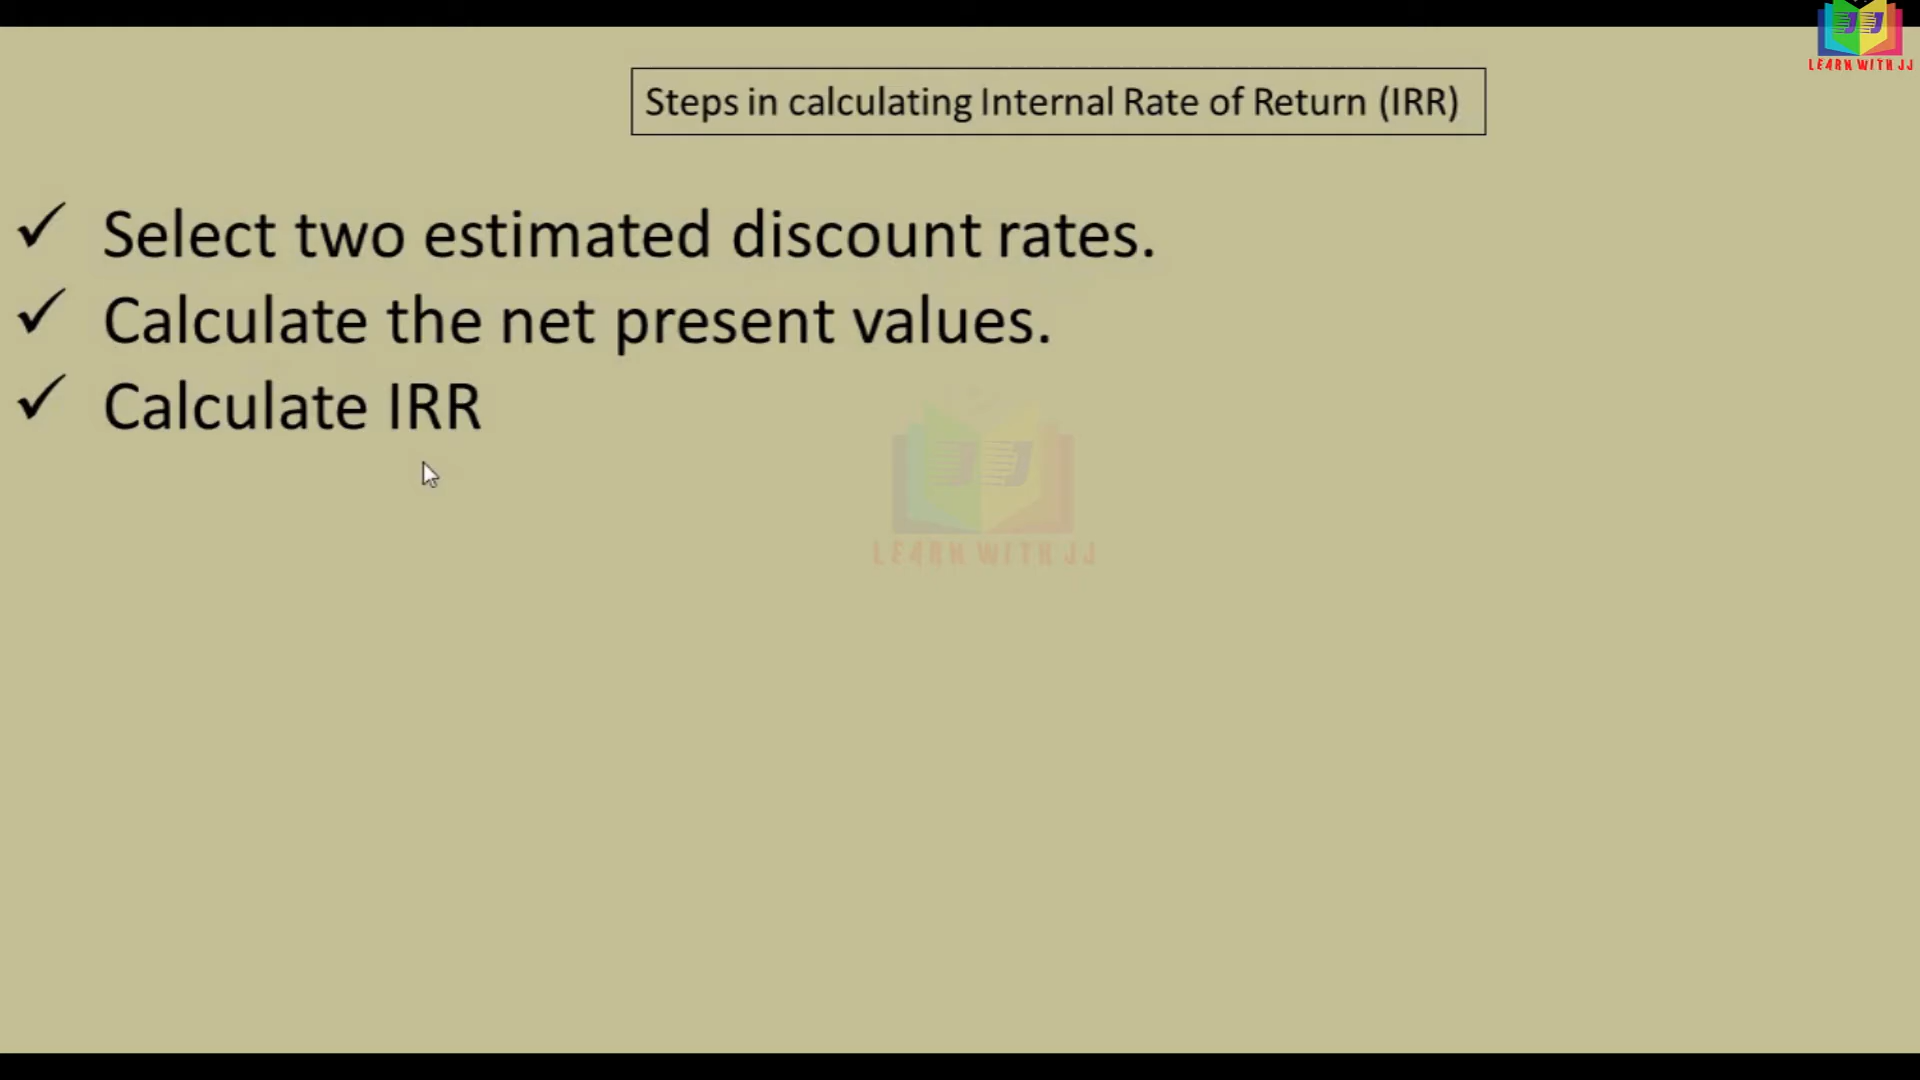 LEARN WITH JJ
Steps in calculating Internal Rate of Return (IRR)
✓ Select two estimated discount rates.
✓ Calculate the net present values.
✓ Calculate IRR
LEARN WITH JJ